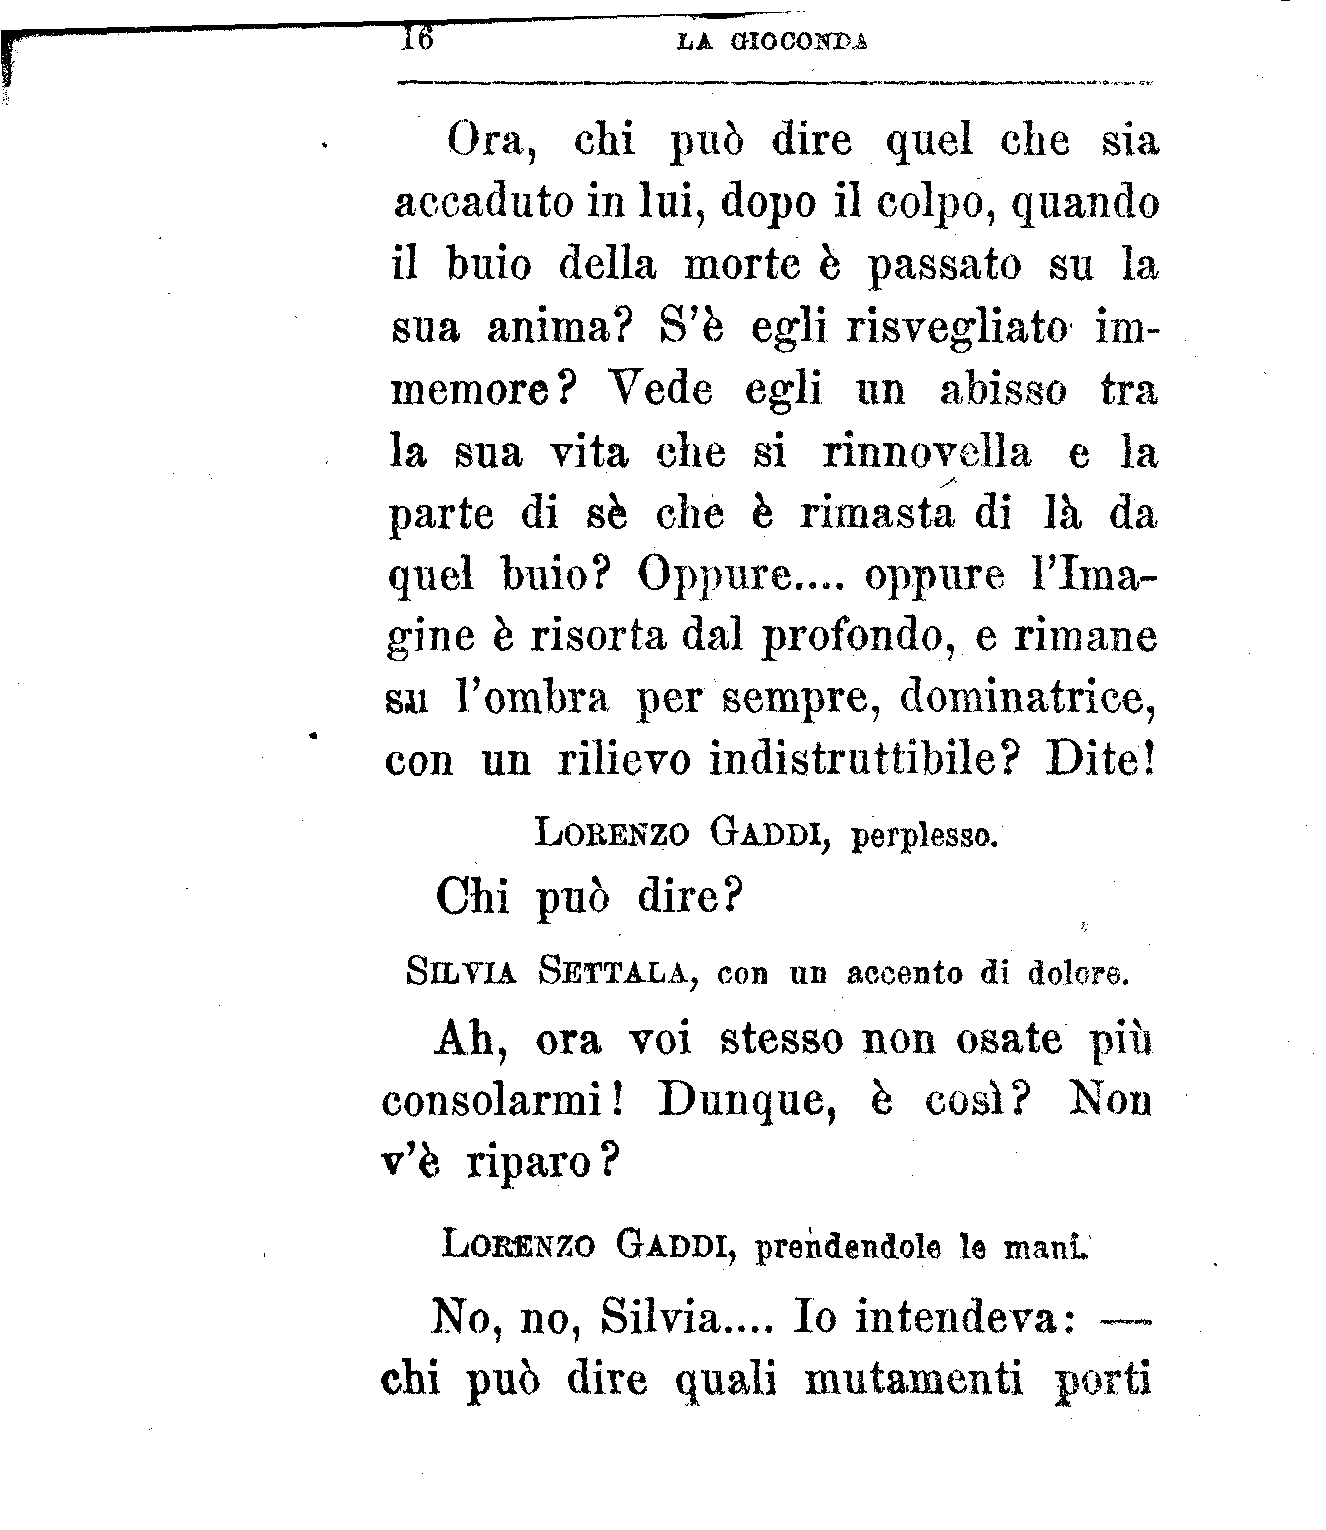 16 LA GIOCONDA
Ora, chi può dire quel che sia
accaduto in lui, dopo il colpo, quando
il buio della morte è passato su la
sua anima? S'è egli risvegliato im-
memore? Vede egli un abisso tra
la sua vita che si rinnovella e la
parte di sè che è rimasta di là da
quel buio? Oppure.... oppure l'Ima-
gine è risorta dal profondo, e rimane
su l'ombra per sempre, dominatrice,
con un rilievo indistruttibile? Dite!
LORENZO GADDI, perplesso.
Chi può dire?
SILVIA SETTALA, con un accento di dolore.
Ah, ora voi stesso non osate più
consolarmi! Dunque, è così? Non
v'è riparo?
LORENZO GADDI, prendendole le mani.
No, no, Silvia.... Io intendeva: —
chi può dire quali mutamenti porti